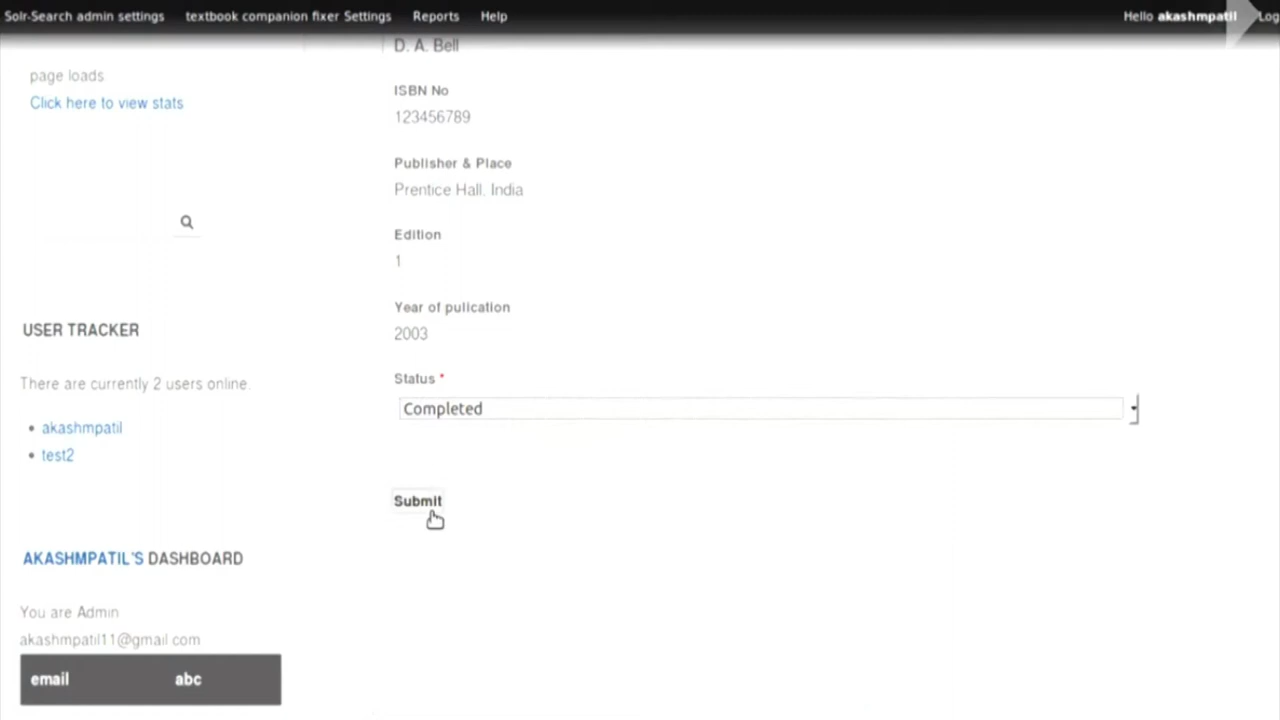 Solr-Search admin settings textbook companion fixer Settings Reports Help Hello akashmpatil Log
D. A. Bell
page loads
Click here to view stats
ISBN No
123456789
Publisher & Place
Prentice Hall, India
Edition
1
Year of pulication
2003
Status *
Completed
Submit
USER TRACKER
There are currently 2 users online.
• akashmpatil
• test2
AKASHMPATIL'S DASHBOARD
You are Admin
akashmpatil11@gmail.com
email abc